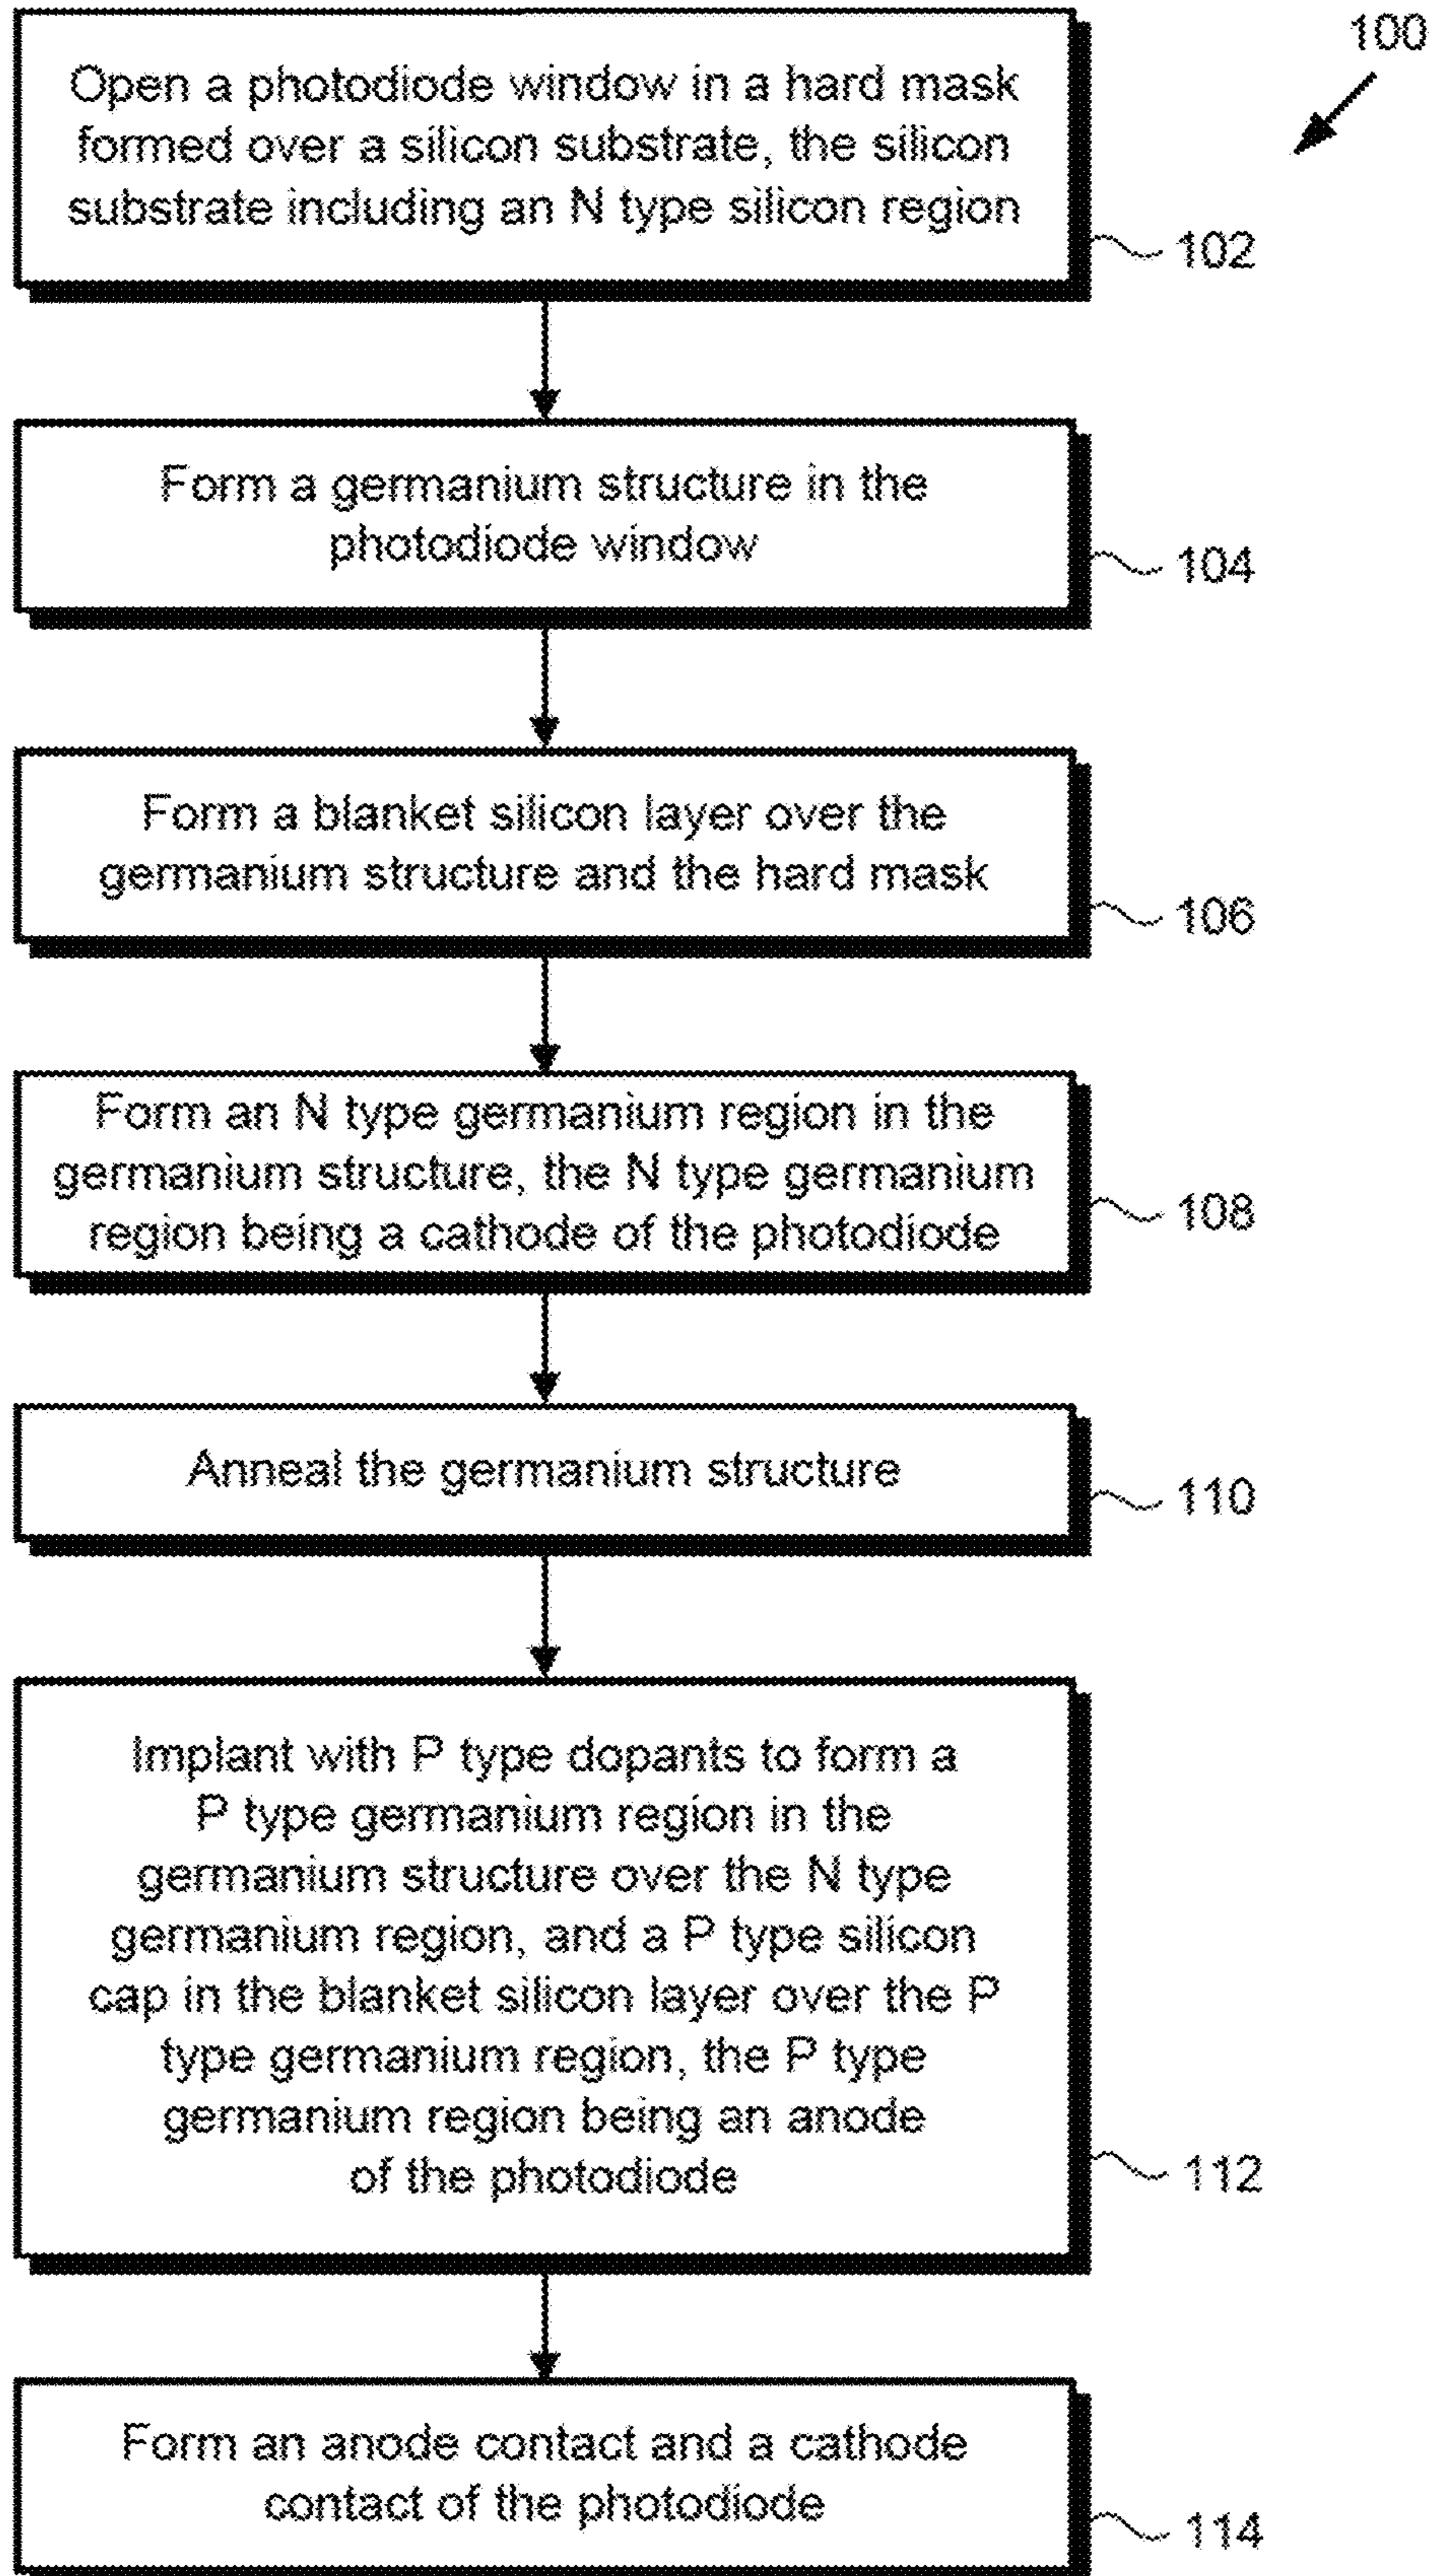 100
Open a photodiode window in a hard mask
formed over a silicon substrate, the silicon
substrate including an N type silicon region
102
Form a germanium structure in the
photodiode window
104
Form a blanket silicon layer over the
germanium structure and the hard mask
106
Form an N type germanium region in the
germanium structure, the N type germanium
region being a cathode of the photodiode
108
Anneal the germanium structure
110
Implant with P type dopants to form a
P type germanium region in the
germanium structure over the N type
germanium region, and a P type silicon
cap in the blanket silicon layer over the P
type germanium region, the P type
germanium region being an anode
of the photodiode
112
Form an anode contact and a cathode
contact of the photodiode
114